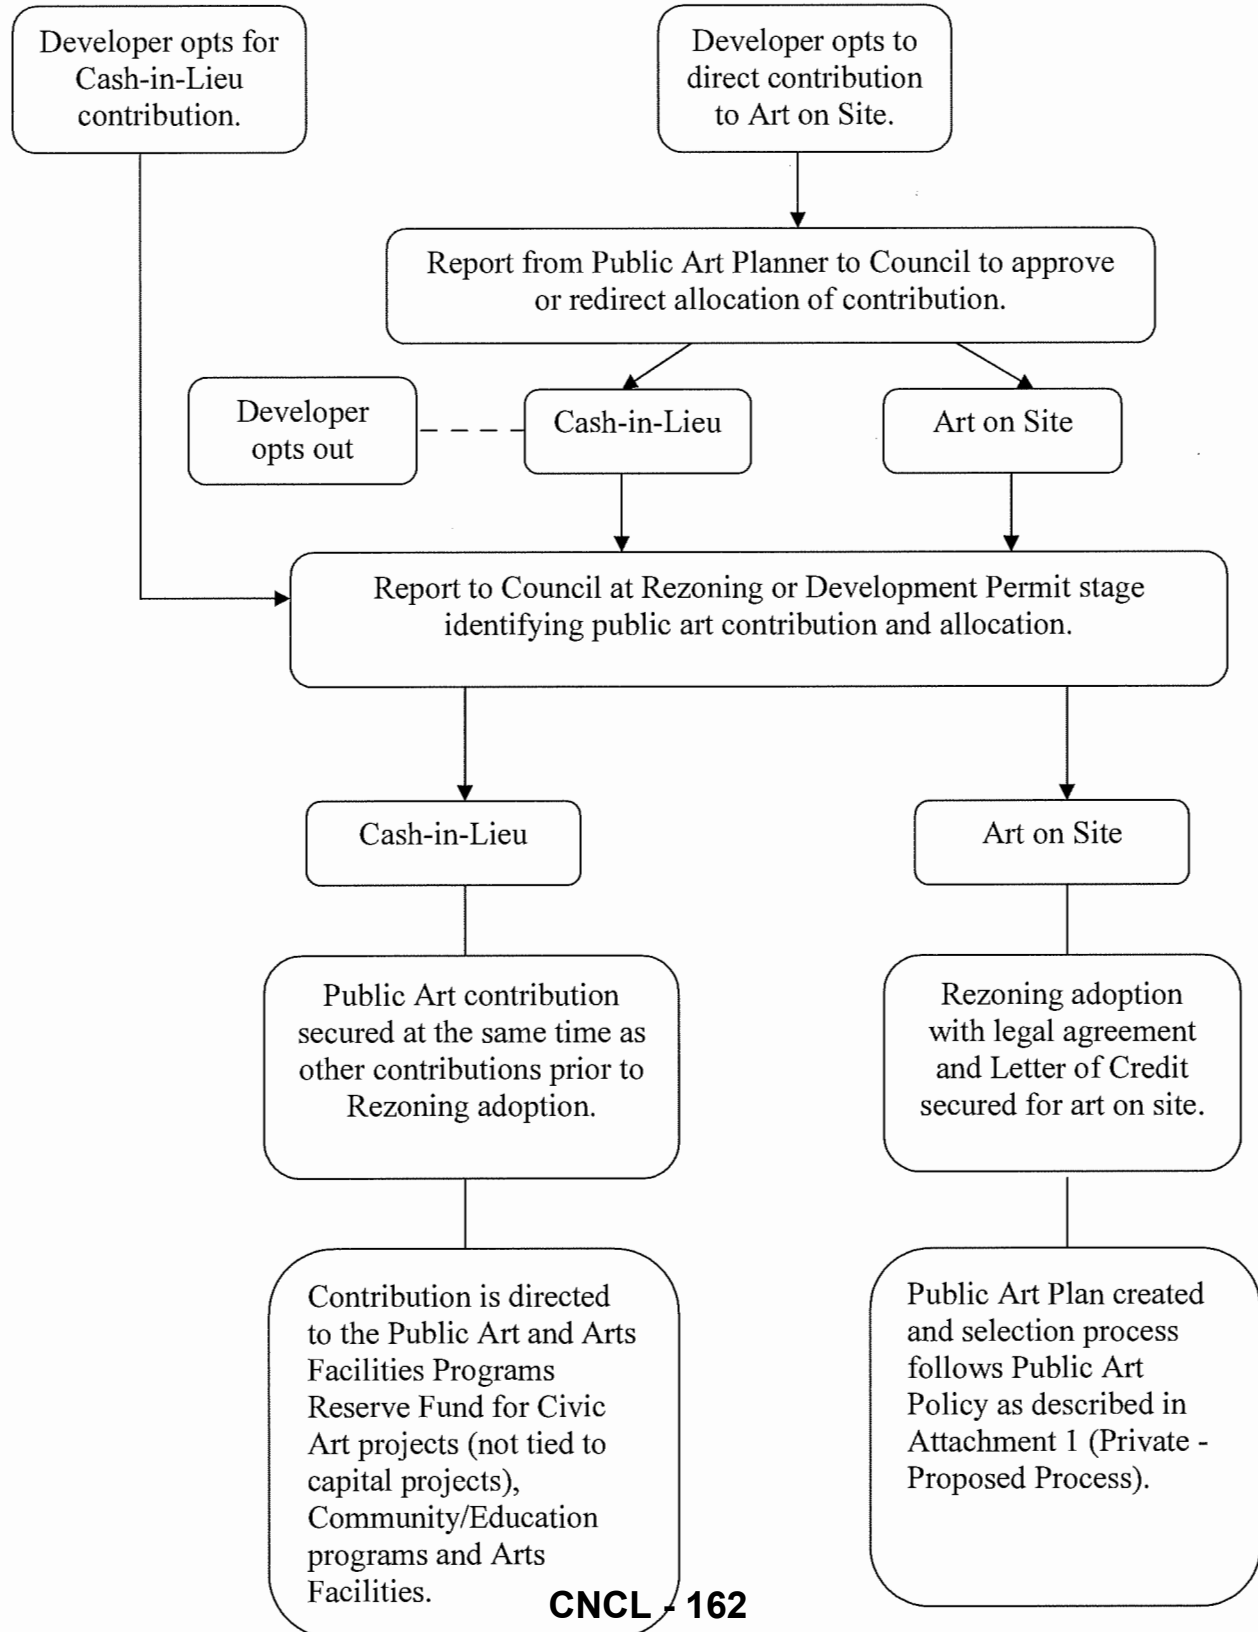 Developer opts for
Cash-in-Lieu
contribution.
Developer opts to
direct contribution
to Art on Site.
Report from Public Art Planner to Council to approve
or redirect allocation of contribution.
Developer
opts out
Cash-in-Lieu
Art on Site
Report to Council at Rezoning or Development Permit stage
identifying public art contribution and allocation.
Cash-in-Lieu
Art on Site
Public Art contribution
secured at the same time as
other contributions prior to
Rezoning adoption.
Rezoning adoption
with legal agreement
and Letter of Credit
secured for art on site.
Contribution is directed
to the Public Art and Arts
Facilities Programs
Reserve Fund for Civic
Art projects (not tied to
capital projects),
Community/Education
programs and Arts
Facilities.
Public Art Plan created
and selection process
follows Public Art
Policy as described in
Attachment 1 (Private -
Proposed Process).
CNCL - 162